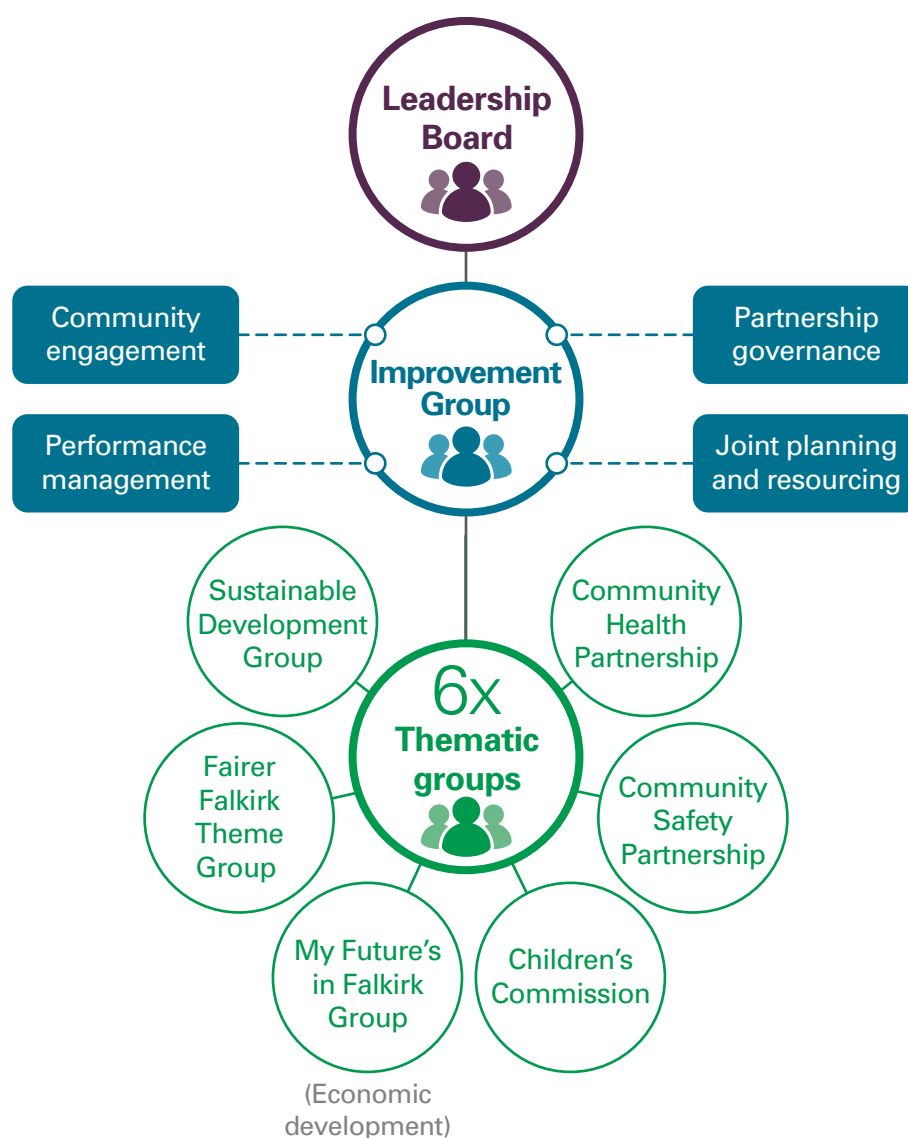 Leadership
Board
Community
engagement
Partnership
governance
Improvement
Group
Performance
management
Joint planning
and resourcing
Sustainable
Development
Group
Community
Health
Partnership
6x
Thematic
groups
Fairer
Falkirk
Theme
Group
Community
Safety
Partnership
My Future’s
in Falkirk
Group
Children’s
Commission
(Economic
development)